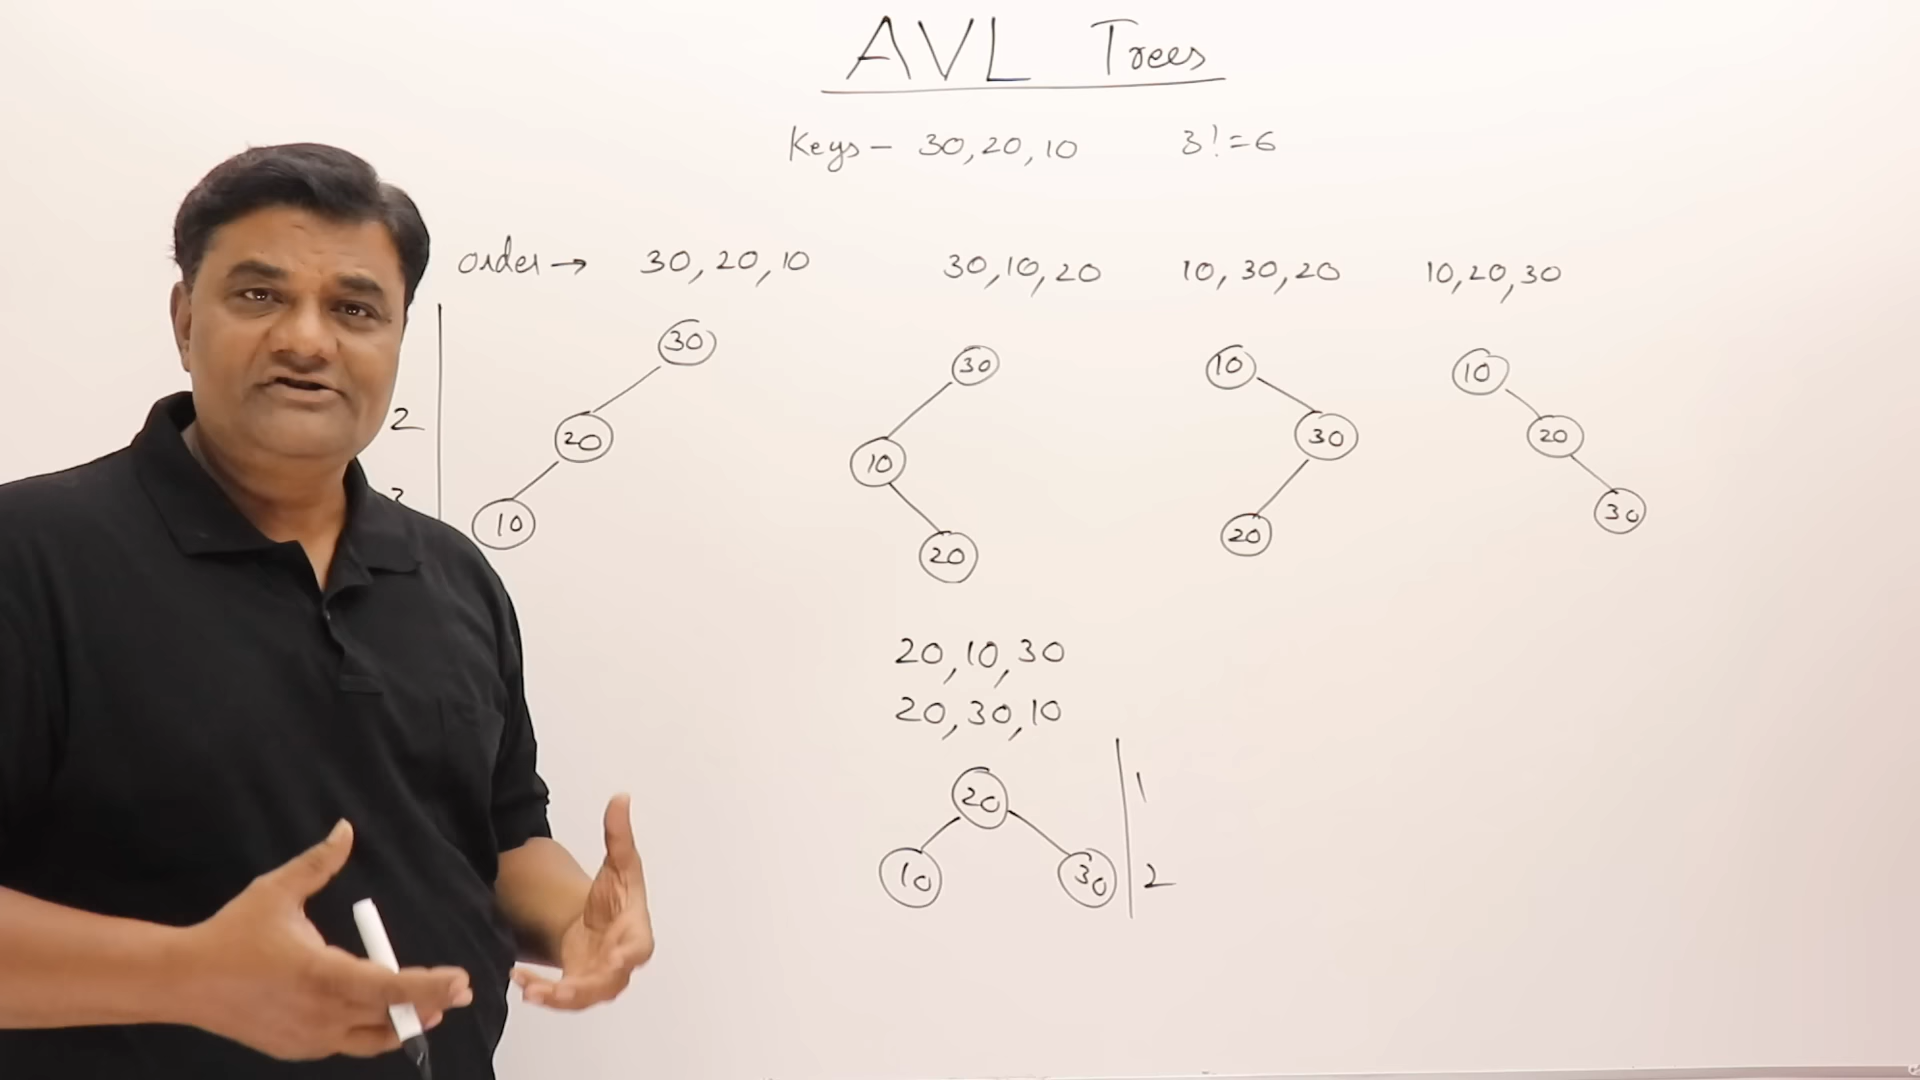 AVL Trees
Keys - 30,20,10 3!=6
order → 30,20,10 30,10,20 10,30,20 10,20,30
30 30 10 10
2 20 10 30 20
3 10 20 20 30
20,10,30
20,30,10
20 1
10 30 2